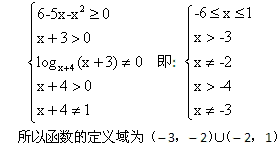 6-5x-x²≥0
x+3>0
log_{x+4}(x+3)≠0
x+4>0
x+4≠1
即:
-6≤x≤1
x>-3
x≠-2
x>-4
x≠-3
所以函数的定义域为（-3，-2）∪（-2，1）